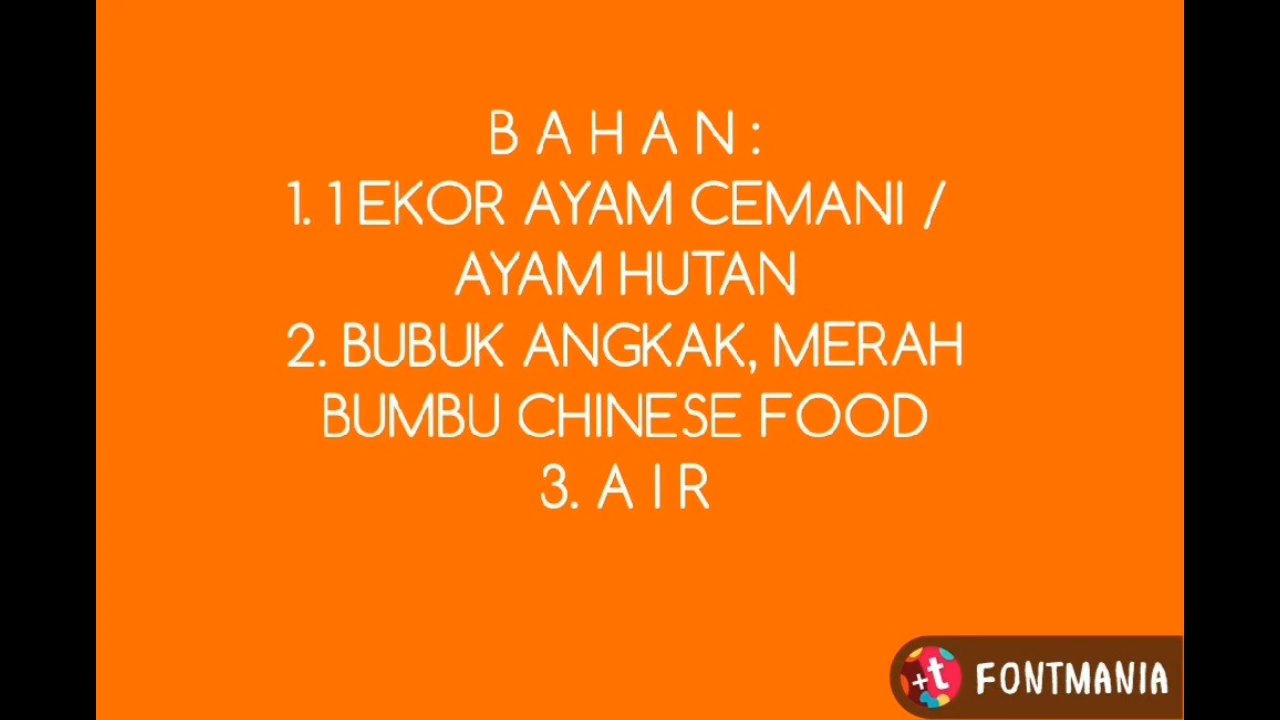 B A H A N :
1. 1 EKOR AYAM CEMANI /
AYAM HUTAN
2. BUBUK ANGKAK, MERAH
BUMBU CHINESE FOOD
3. A I R
+t FONTMANIA